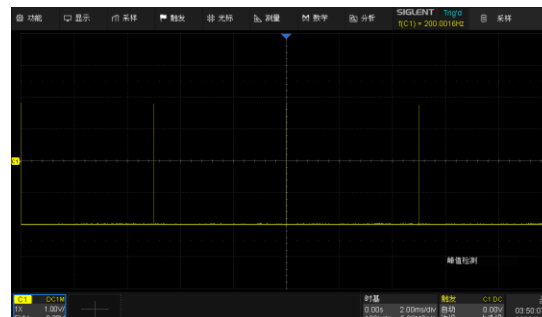 功能 显示 采样 触发 光标 测量 M 数学 分析 SIGLENT Trig'd 采样
f(C1) = 200.0016Hz
C1
峰值检测
C1 DC1M 时基 触发 C1 DC
1X 1.00V/ 0.00s 2.00ms/div 自动 0.00V 03:50:0